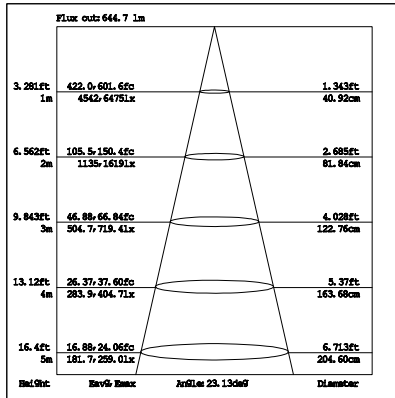 Flux out:644.7 lm
3.281ft 422.0,601.6fc 1.343ft
1m 4542,6475lx 40.92cm
6.562ft 105.5,150.4fc 2.685ft
2m 1135,1619lx 81.84cm
9.843ft 46.88,66.84fc 4.028ft
3m 504.7,719.4lx 122.76cm
13.12ft 26.37,37.60fc 5.37ft
4m 283.9,404.7lx 163.68cm
16.4ft 16.88,24.06fc 6.713ft
5m 181.7,259.0lx 204.60cm
Height Eavg,Emax Angle:23.13deg Diameter